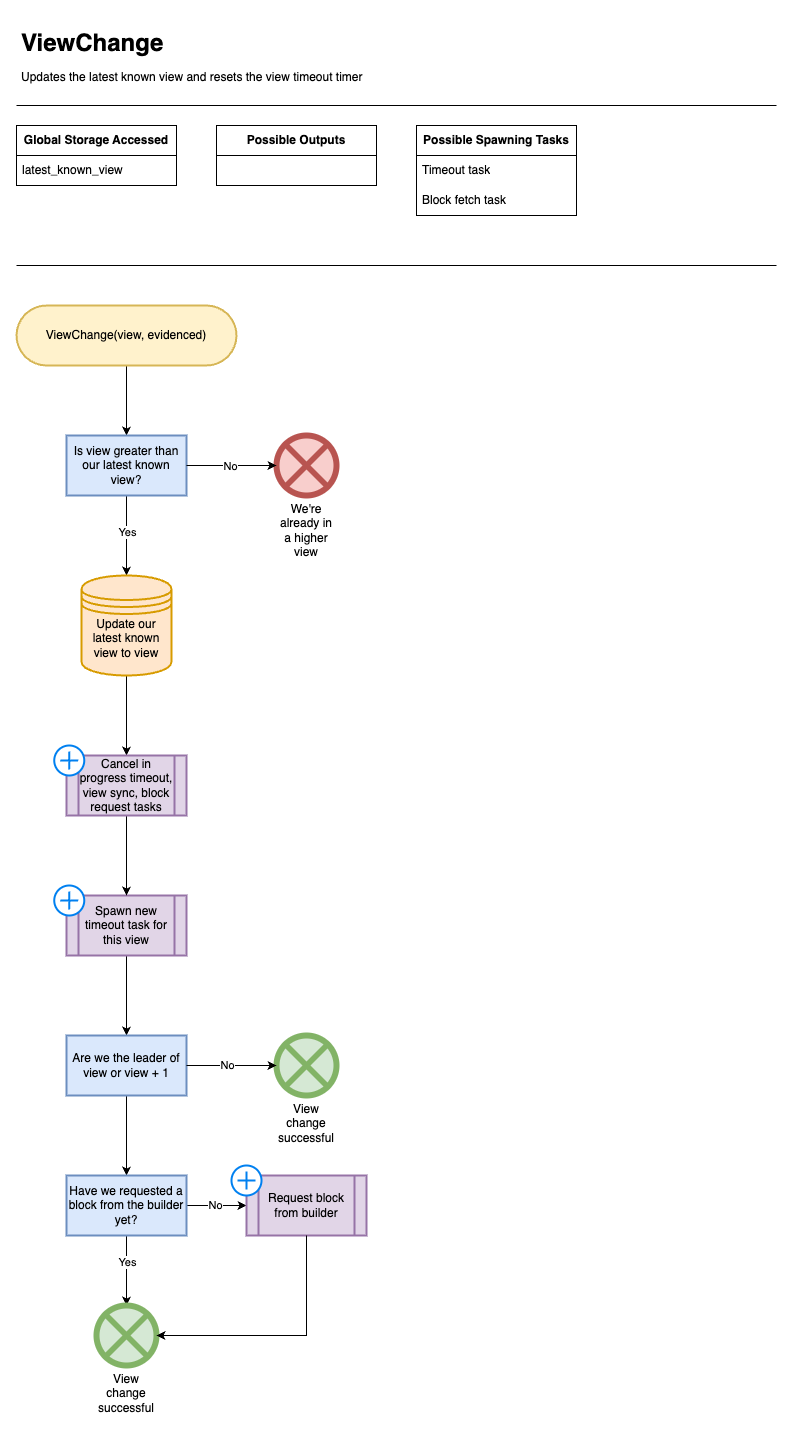 ViewChange
Updates the latest known view and resets the view timeout timer
Global Storage Accessed
latest_known_view
Possible Outputs
Possible Spawning Tasks
Timeout task
Block fetch task
ViewChange(view, evidenced)
Is view greater than
our latest known
view?
No
We're
already in
a higher
view
Yes
Update our
latest known
view to view
Cancel in
progress timeout,
view sync, block
request tasks
Spawn new
timeout task for
this view
Are we the leader of
view or view + 1
No
View
change
successful
Have we requested a
block from the builder
yet?
No
Request block
from builder
Yes
View
change
successful